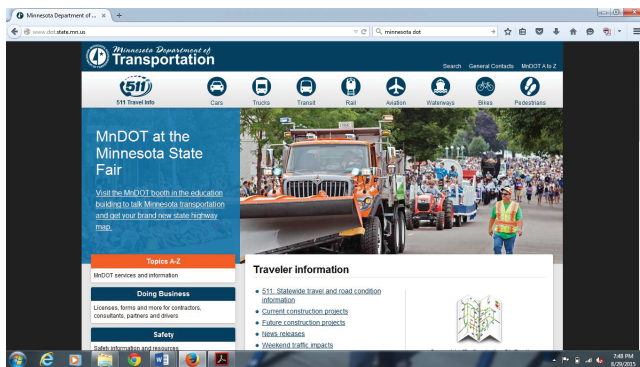 Minnesota Department of ...
www.dot.state.mn.us
minnesota dot
Minnesota Department of
Transportation
Search General Contacts MnDOT A to Z
511
511 Travel Info Cars Trucks Transit Rail Aviation Waterways Bikes Pedestrians
MnDOT at the
Minnesota State
Fair
Visit the MnDOT booth in the education
building to talk Minnesota transportation
and get your brand new state highway
map.
Topics A-Z
MnDOT services and information
Doing Business
Licenses, forms and more for contractors,
consultants, partners and drivers
Safety
Safety information and resources
Traveler information
511: Statewide travel and road condition
information
Current construction projects
Future construction projects
News releases
Weekend traffic impacts
7:48 PM
8/29/2015